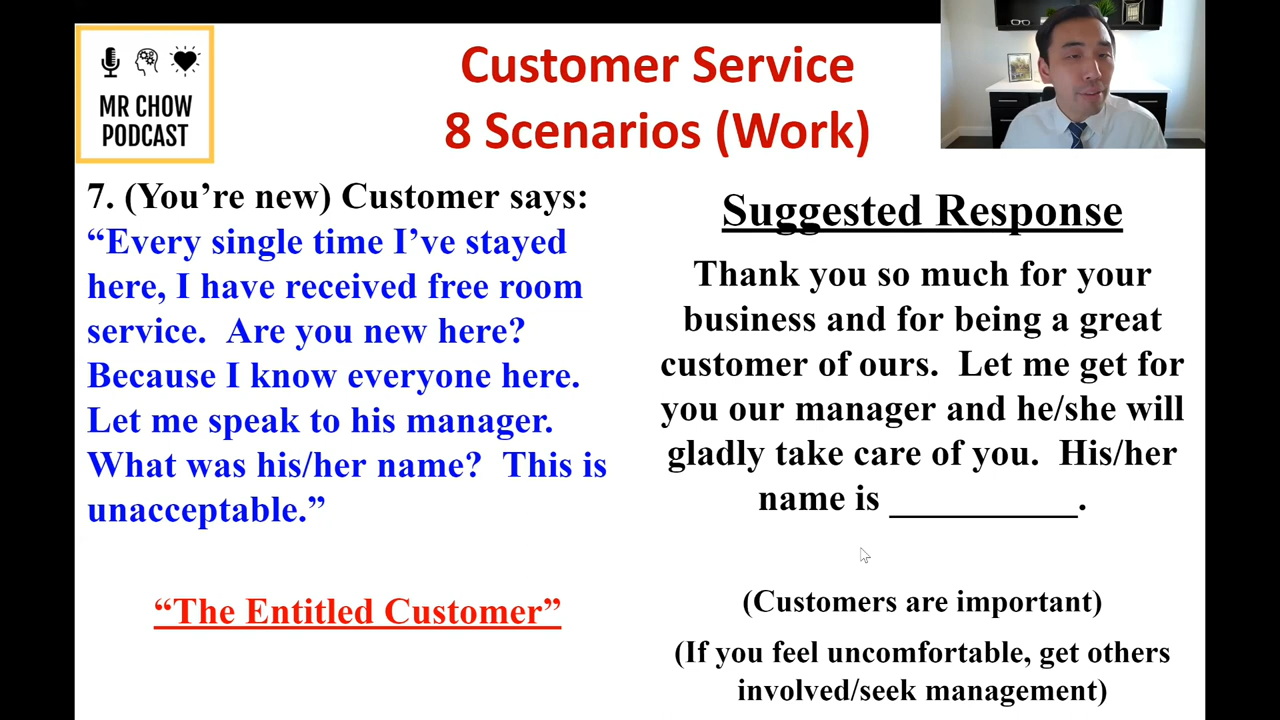 MR CHOW
PODCAST
Customer Service
8 Scenarios (Work)
7. (You’re new) Customer says:
“Every single time I’ve stayed
here, I have received free room
service.  Are you new here?
Because I know everyone here.
Let me speak to his manager.
What was his/her name?  This is
unacceptable.”
“The Entitled Customer”
Suggested Response
Thank you so much for your
business and for being a great
customer of ours.  Let me get for
you our manager and he/she will
gladly take care of you.  His/her
name is __________.
(Customers are important)
(If you feel uncomfortable, get others
involved/seek management)